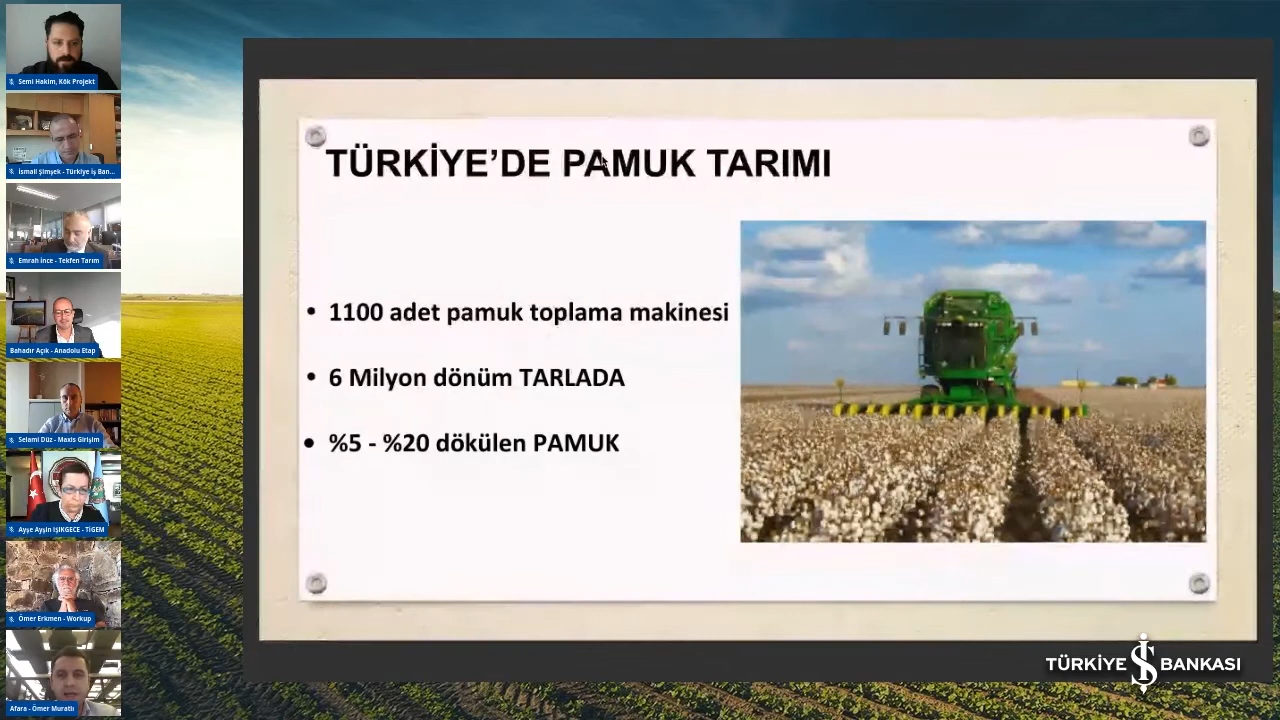 Semi Hakim, Kök Projekt
İsmail Şimşek - Türkiye İş Ban...
Emrah İnce - Tekfen Tarım
Bahadır Açık - Anadolu Etap
Selami Düz - Maxis Girişim
Ayşe Ayşin IŞIKGECE - TİGEM
Ömer Erkmen - Workup
Afara - Ömer Muratlı
TÜRKİYE'DE PAMUK TARIMI
• 1100 adet pamuk toplama makinesi
• 6 Milyon dönüm TARLADA
• %5 - %20 dökülen PAMUK
TÜRKİYE İŞ BANKASI